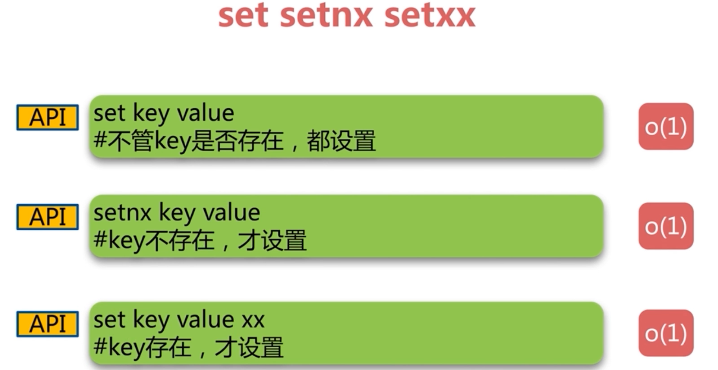 set setnx setxx
API
set key value
#不管key是否存在，都设置
o(1)
API
setnx key value
#key不存在，才设置
o(1)
API
set key value xx
#key存在，才设置
o(1)